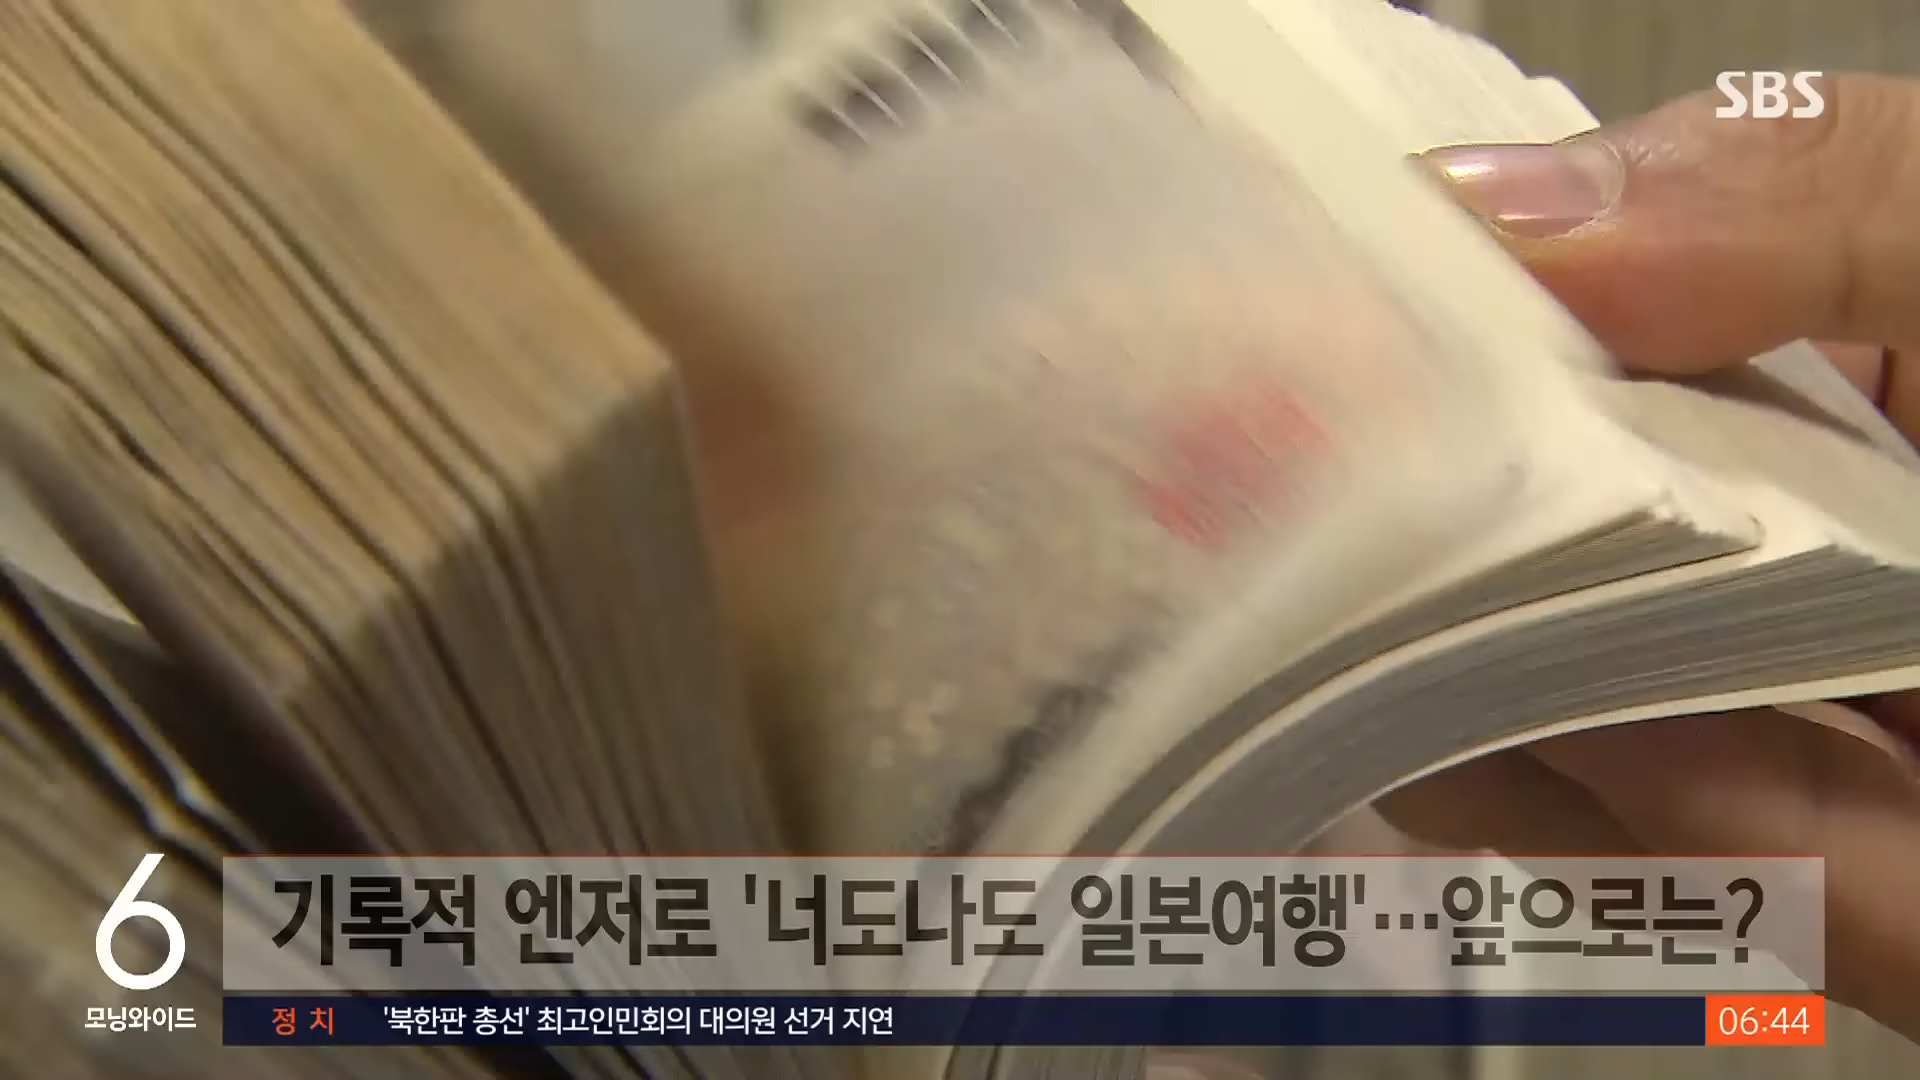 SBS
기록적 엔저로 '너도나도 일본여행'…앞으로는?
6
모닝와이드
정 치 '북한판 총선' 최고인민회의 대의원 선거 지연
06:44